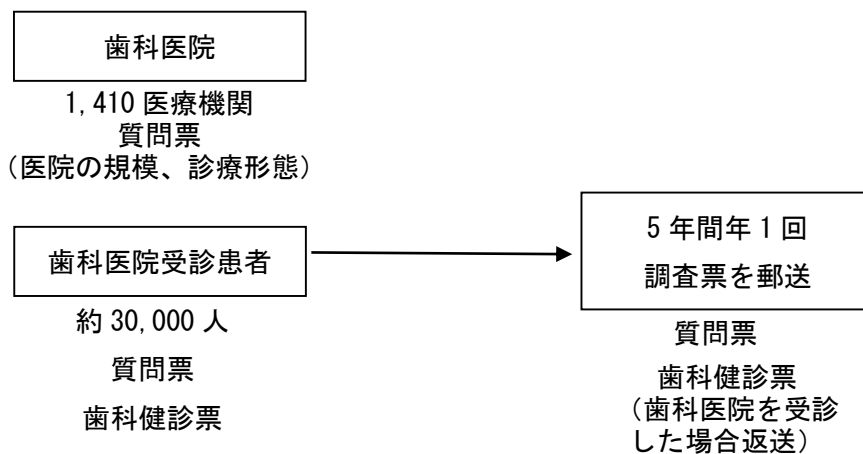 歯科医院
1,410 医療機関
質問票
(医院の規模、診療形態)
歯科医院受診患者
約 30,000 人
質問票
歯科健診票
5 年間年 1 回
調査票を郵送
質問票
歯科健診票
(歯科医院を受診
した場合返送)